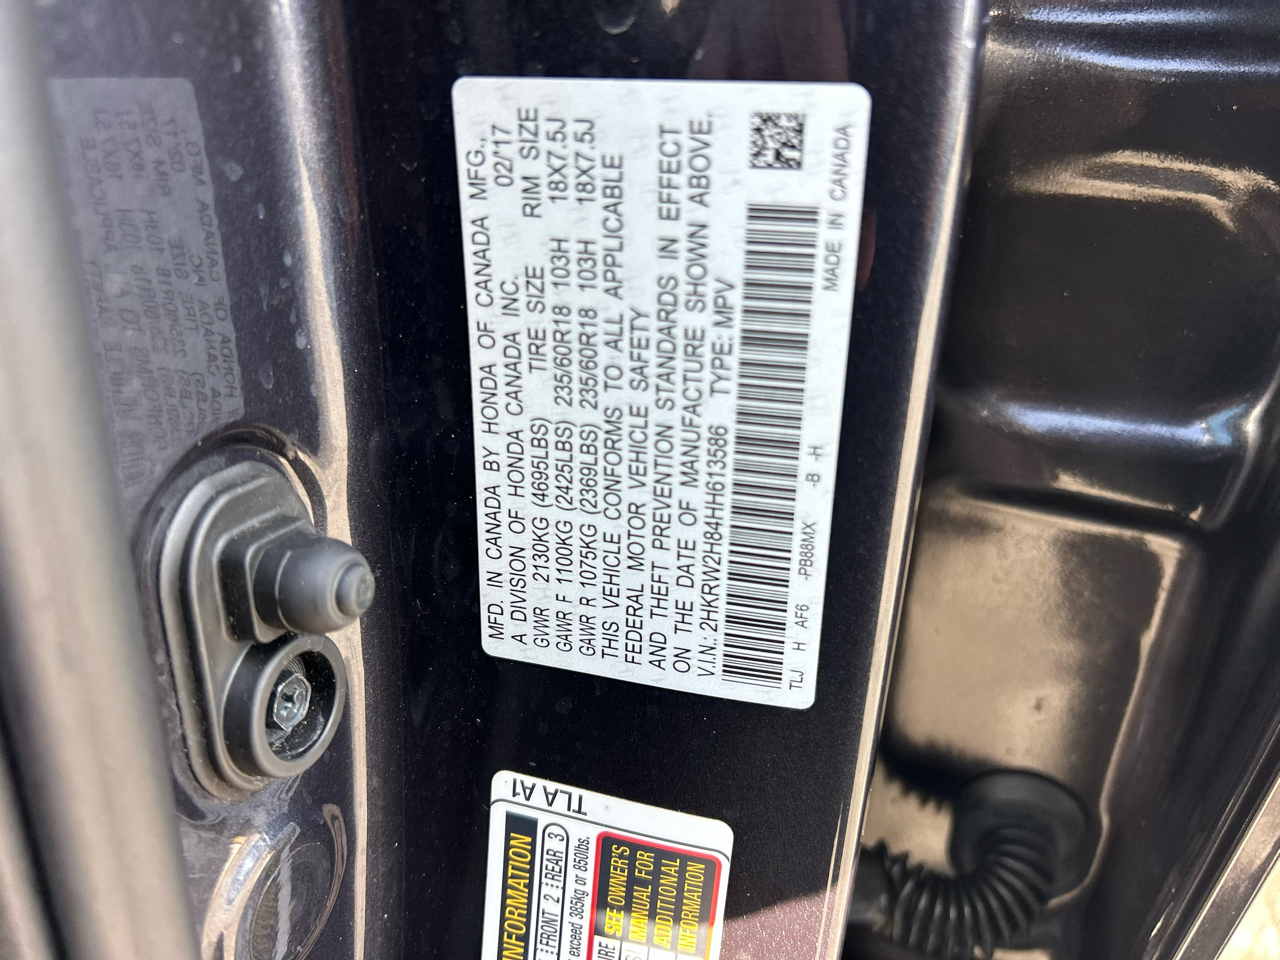 MFD. IN CANADA BY HONDA OF CANADA MFG.,
A DIVISION OF HONDA CANADA INC. 02/17
GVWR 2130KG (4695LBS) TIRE SIZE RIM SIZE
GAWR F 1100KG (2425LBS) 235/60R18 103H 18X7.5J
GAWR R 1075KG (2369LBS) 235/60R18 103H 18X7.5J
THIS VEHICLE CONFORMS TO ALL APPLICABLE
FEDERAL MOTOR VEHICLE SAFETY
AND THEFT PREVENTION STANDARDS IN EFFECT
ON THE DATE OF MANUFACTURE SHOWN ABOVE.
V.I.N.: 2HKRW2H84HH613586 TYPE: MPV
TLJ H AF6 -PB88MX -B -H MADE IN CANADA
TLA A1
INFORMATION
FRONT 2 REAR 3
exceed 385kg or 850lbs.
SEE OWNER'S
MANUAL FOR
ADDITIONAL
INFORMATION